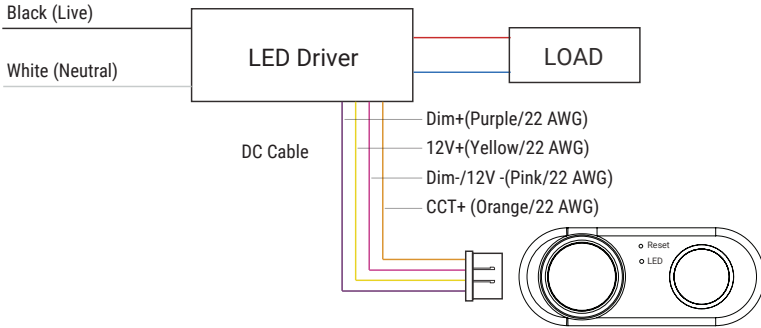 Black (Live)
LED Driver
LOAD
White (Neutral)
Dim+(Purple/22 AWG)
DC Cable
12V+(Yellow/22 AWG)
Dim-/12V -(Pink/22 AWG)
CCT+ (Orange/22 AWG)
Reset
LED